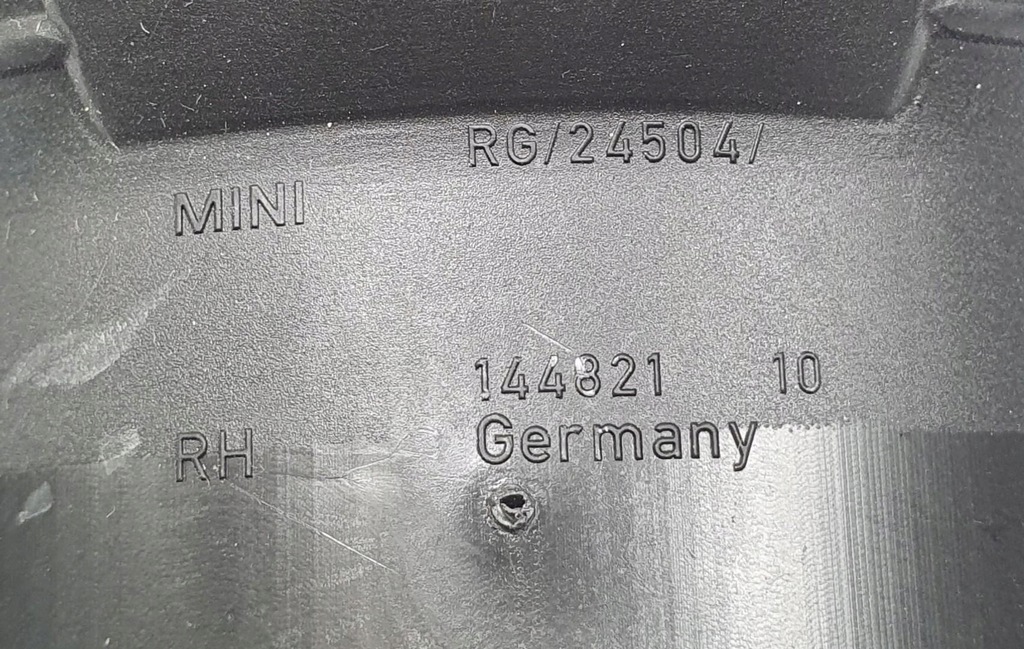 RG/24504/
MINI
144821 10
Germany
RH